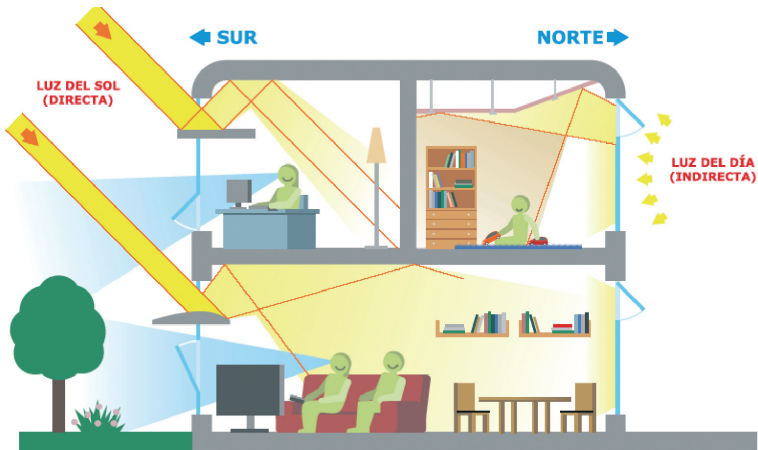 SUR
NORTE
LUZ DEL SOL
(DIRECTA)
LUZ DEL DÍA
(INDIRECTA)